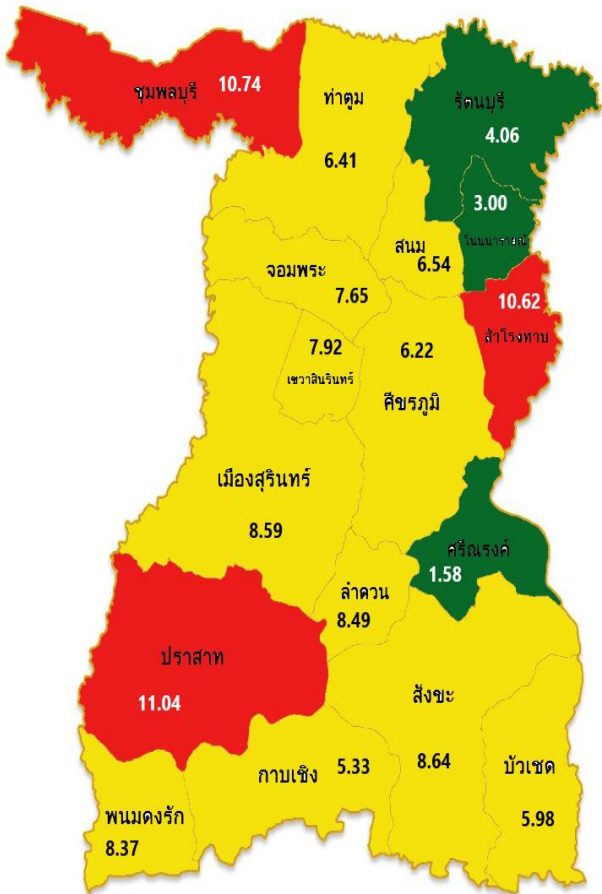 ชุมพลบุรี 10.74
ท่าตูม
6.41
รัตนบุรี
4.06
3.00
โนนนารายณ์
สนม
6.54
จอมพระ
7.65
10.62
สำโรงทาบ
7.92
เขวาสินรินทร์
6.22
ศีขรภูมิ
เมืองสุรินทร์
8.59
ศรีณรงค์
1.58
ลำดวน
8.49
ปราสาท
11.04
สังขะ
8.64
บัวเชด
5.98
กาบเชิง 5.33
พนมดงรัก
8.37